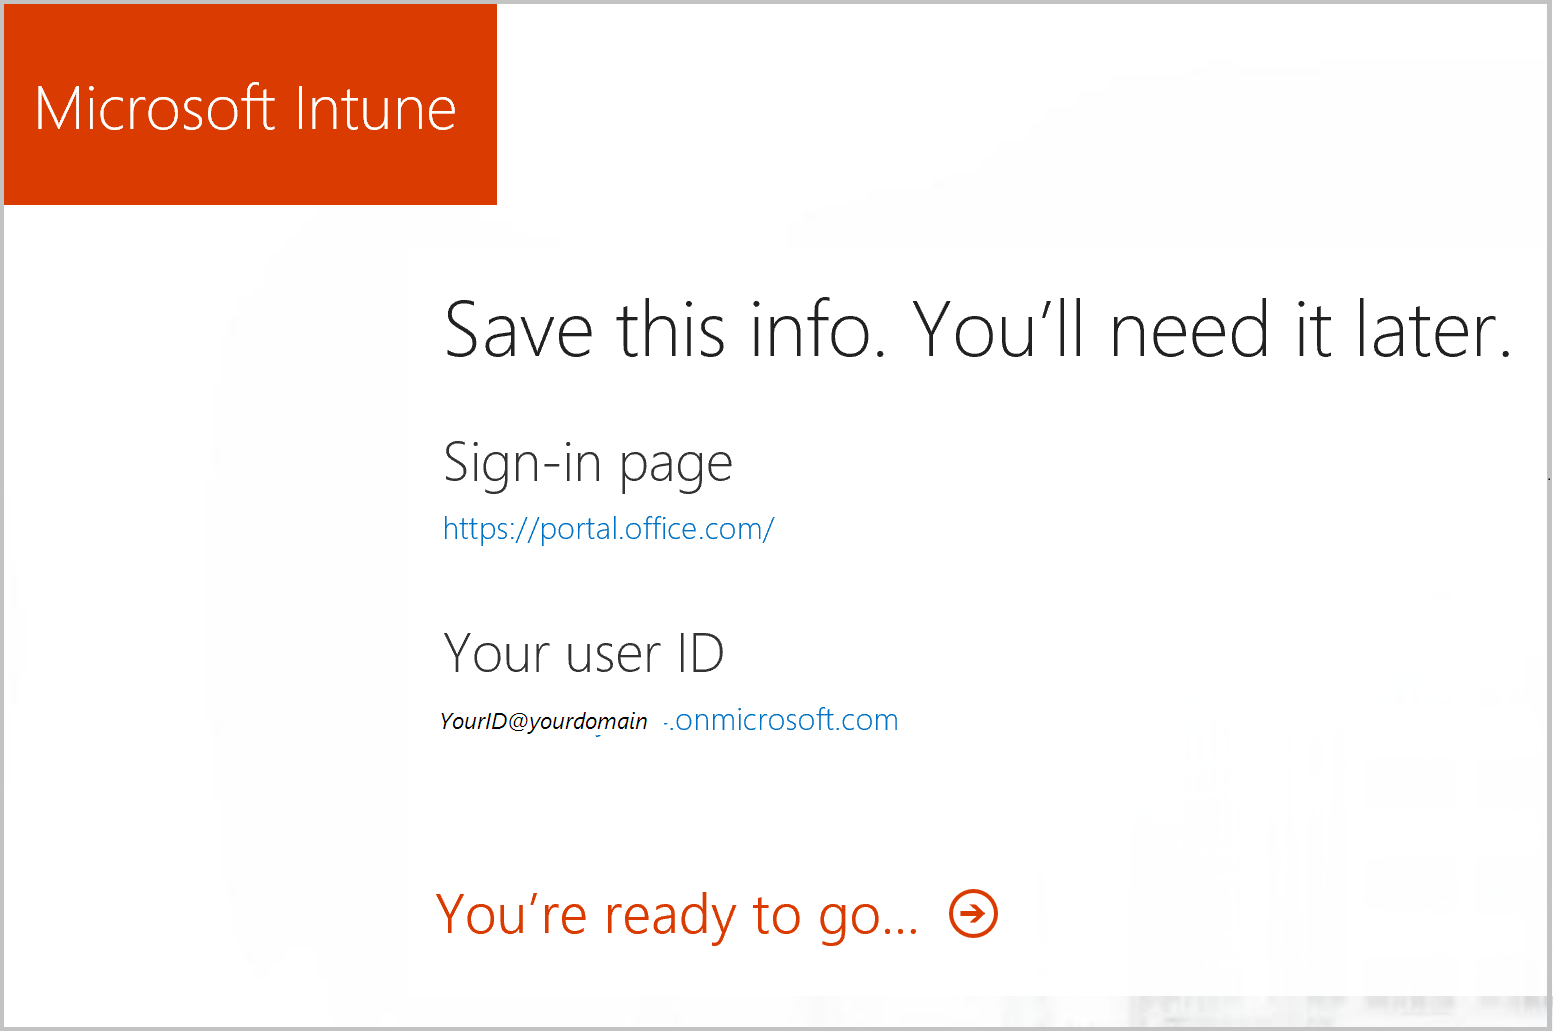 Microsoft Intune
Save this info. You’ll need it later.
Sign-in page
https://portal.office.com/
Your user ID
YourID@yourdomain -.onmicrosoft.com
You’re ready to go...